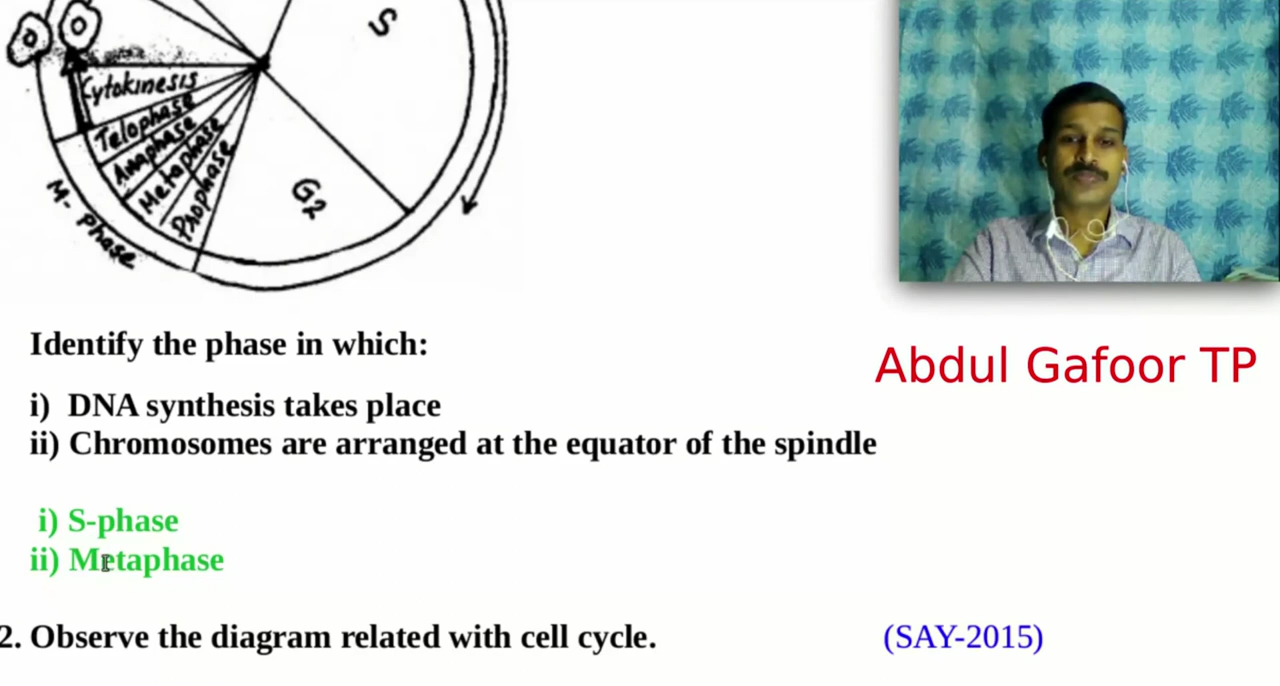 S
Cytokinesis
Telophase
Anaphase
Metaphase
Prophase
G2
M- Phase
Identify the phase in which:
Abdul Gafoor TP
i) DNA synthesis takes place
ii) Chromosomes are arranged at the equator of the spindle
i) S-phase
ii) Metaphase
2. Observe the diagram related with cell cycle. (SAY-2015)